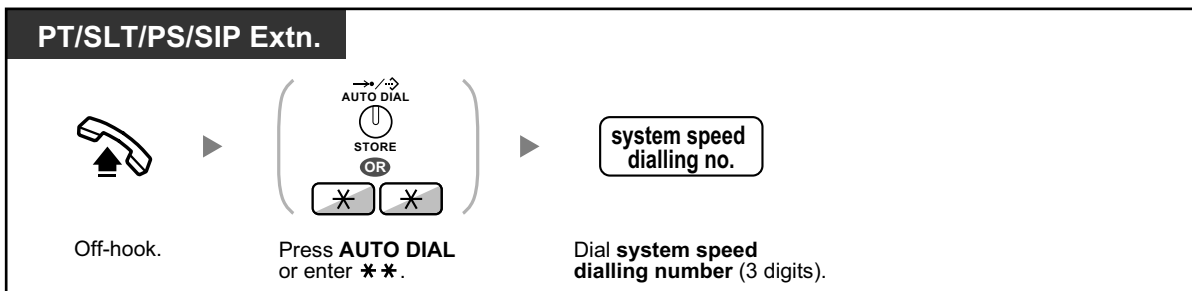 PT/SLT/PS/SIP Extn.
AUTO DIAL
STORE
OR
* *
system speed
dialling no.
Off-hook.
Press AUTO DIAL
or enter * *.
Dial system speed
dialling number (3 digits).